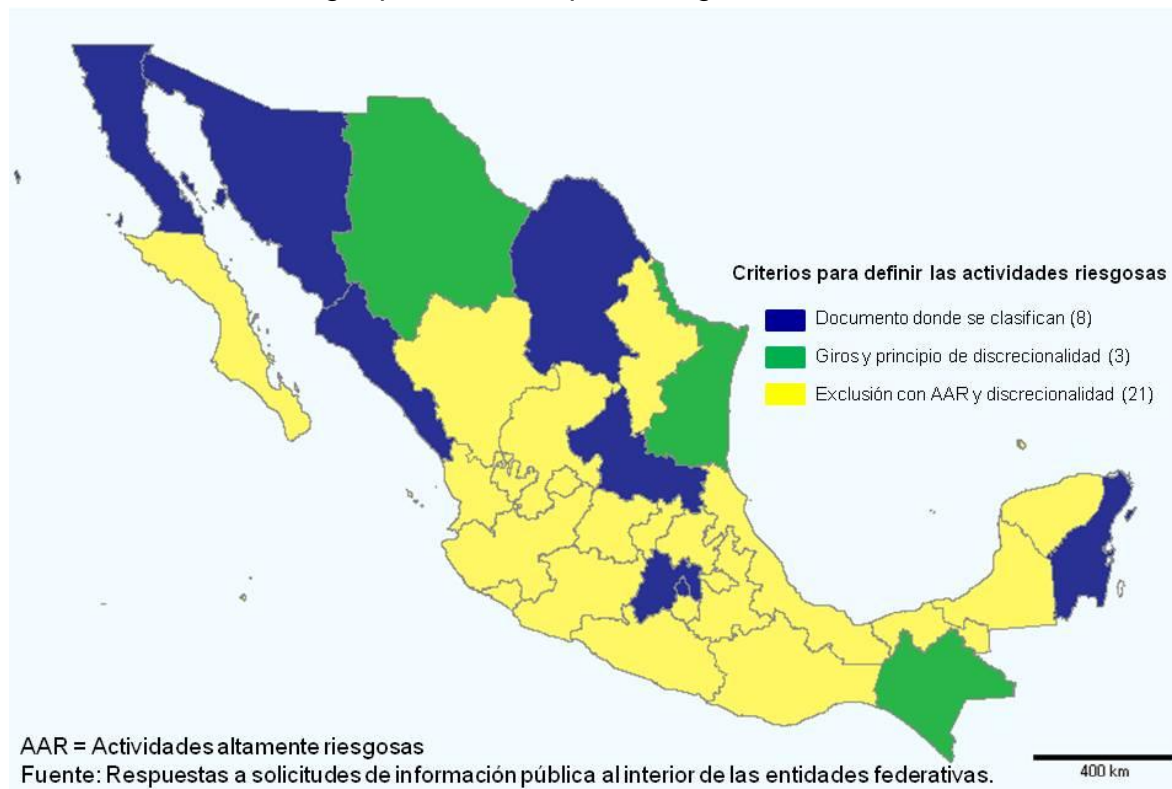 Criterios para definir las actividades riesgosas
Documento donde se clasifican (8)
Giros y principio de discrecionalidad (3)
Exclusión con AAR y discrecionalidad (21)
AAR = Actividades altamente riesgosas
Fuente: Respuestas a solicitudes de información pública al interior de las entidades federativas.
400 km